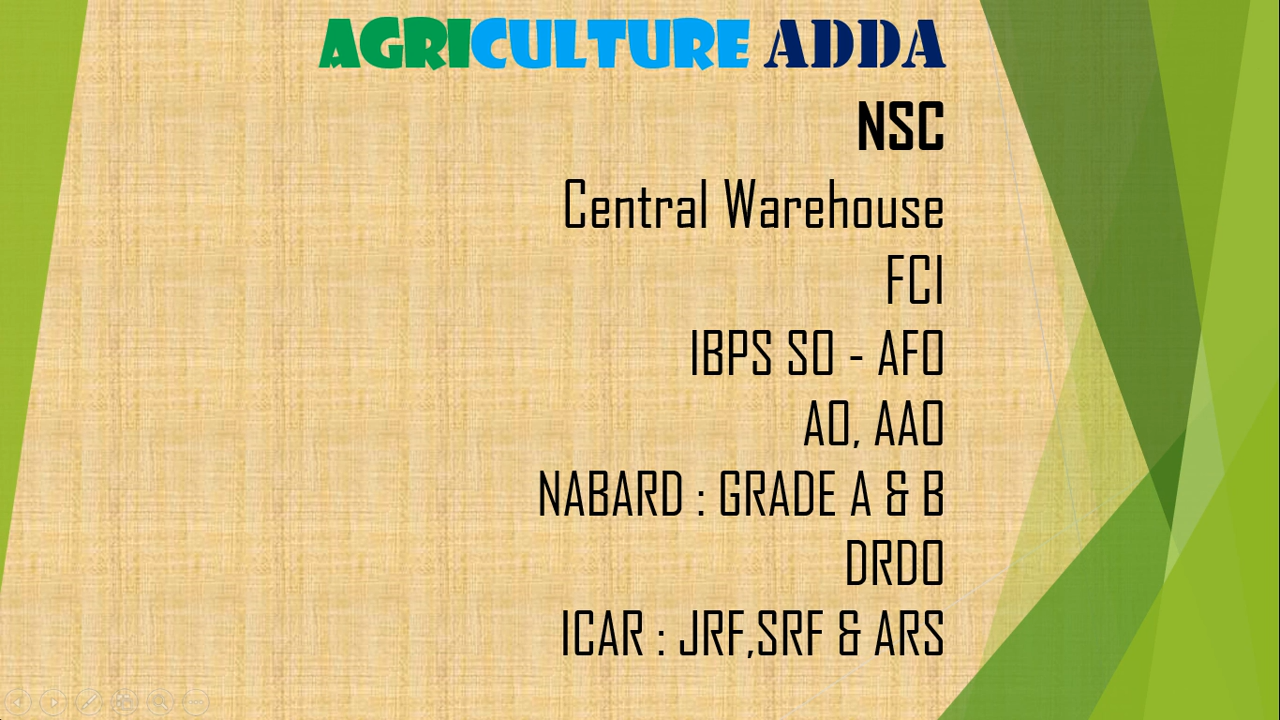 AGRICULTURE ADDA
NSC
Central Warehouse
FCI
IBPS SO - AFO
AO, AAO
NABARD : GRADE A & B
DRDO
ICAR : JRF,SRF & ARS